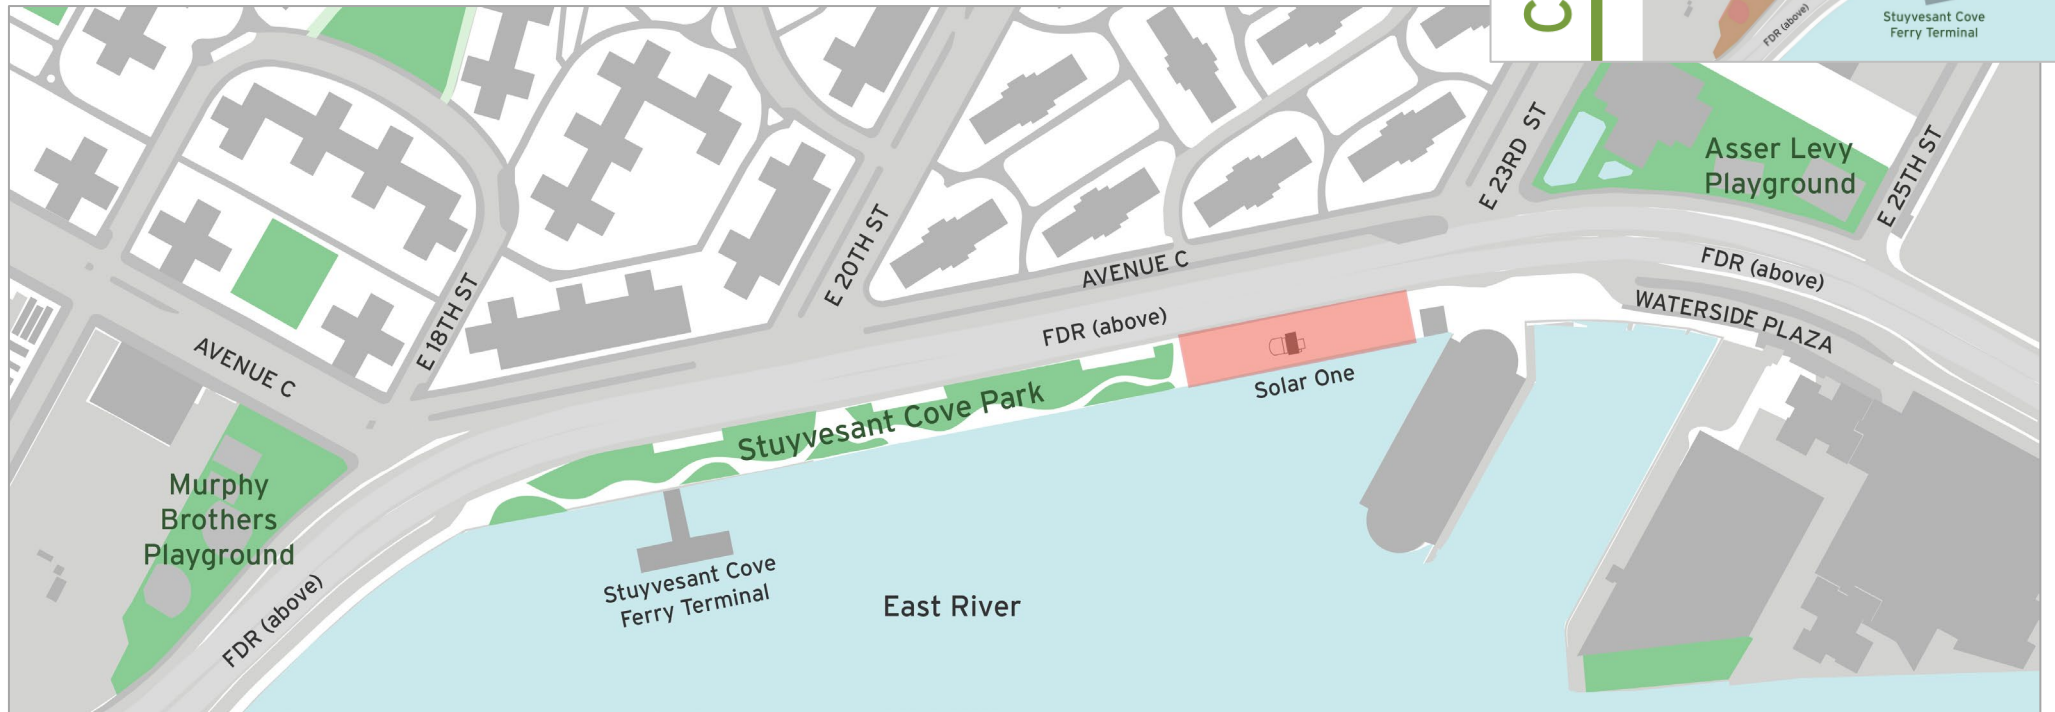 C
FDR (above)
Stuyvesant Cove
Ferry Terminal
E 23RD ST
Asser Levy
Playground
E 25TH ST
E 20TH ST
AVENUE C
FDR (above)
FDR (above)
WATERSIDE PLAZA
E 18TH ST
AVENUE C
Solar One
Stuyvesant Cove Park
Murphy
Brothers
Playground
FDR (above)
Stuyvesant Cove
Ferry Terminal
East River